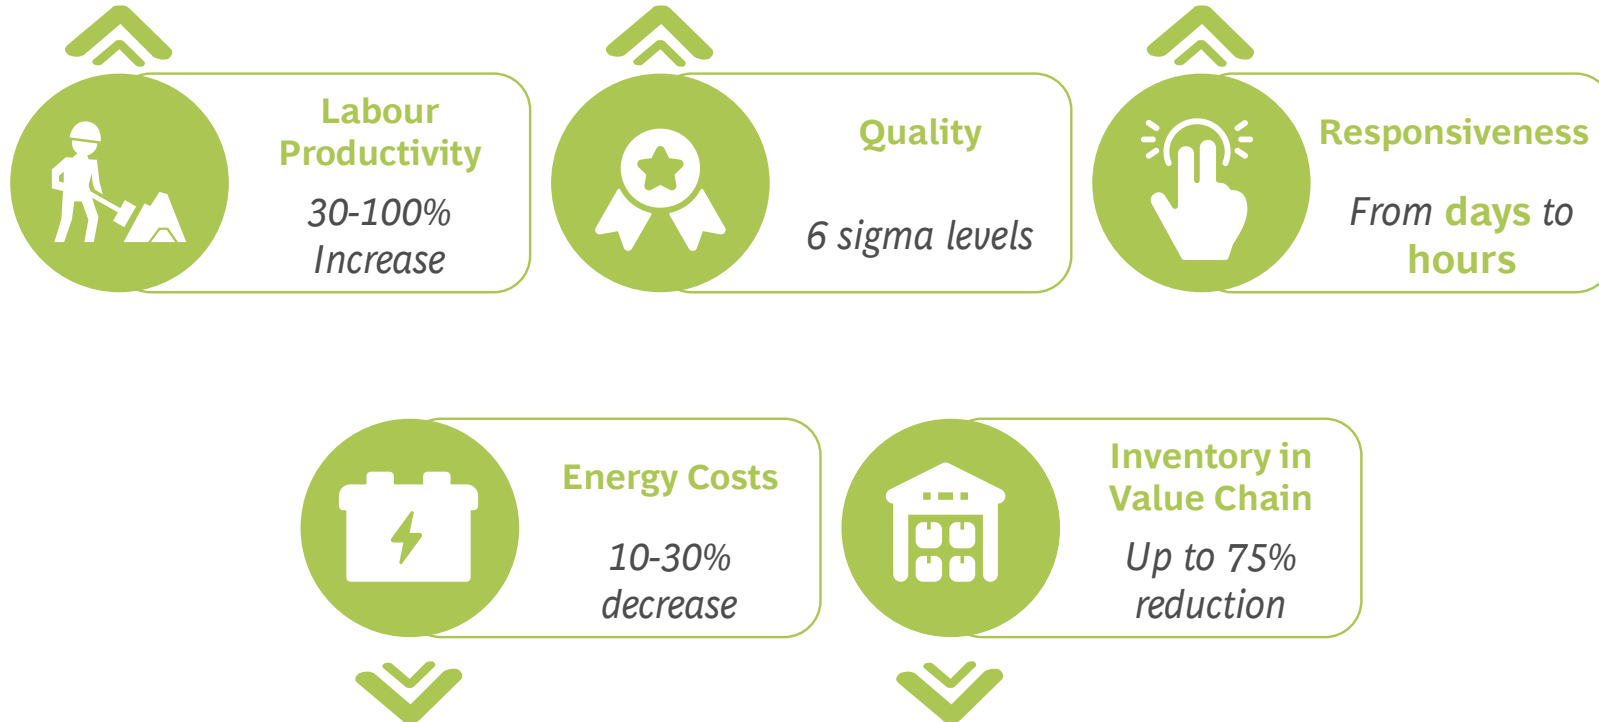 Labour
Productivity
30-100%
Increase
Quality
6 sigma levels
Responsiveness
From days to
hours
Energy Costs
10-30%
decrease
Inventory in
Value Chain
Up to 75%
reduction